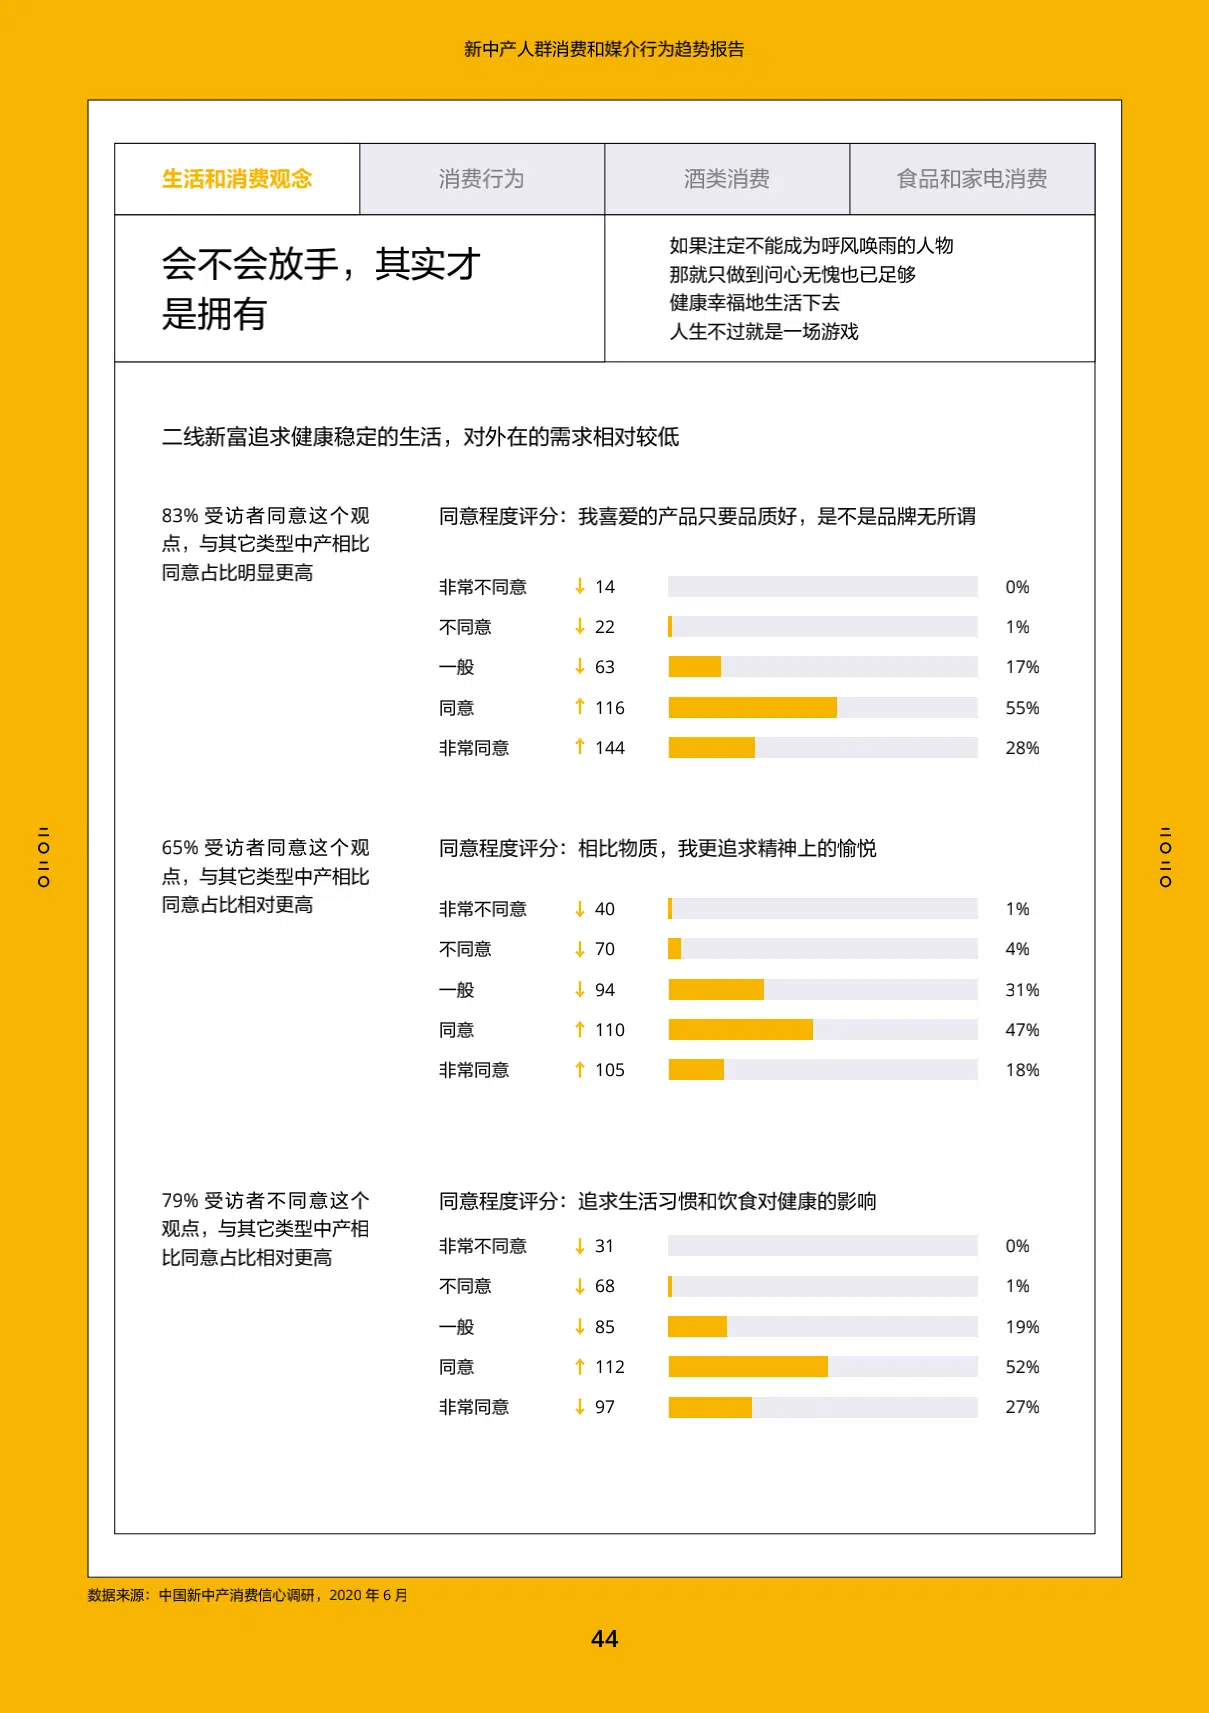 新中产人群消费和媒介行为趋势报告
生活和消费观念
消费行为
酒类消费
食品和家电消费
会不会放手，其实才
是拥有
如果注定不能成为呼风唤雨的人物
那就只做到问心无愧也已足够
健康幸福地生活下去
人生不过就是一场游戏
二线新富追求健康稳定的生活，对外在的需求相对较低
83% 受访者同意这个观
点，与其它类型中产相比
同意占比明显更高
同意程度评分：我喜爱的产品只要品质好，是不是品牌无所谓
非常不同意 ↓ 14 0%
不同意 ↓ 22 1%
一般 ↓ 63 17%
同意 ↑ 116 55%
非常同意 ↑ 144 28%
二〇二〇
二〇二〇
65% 受访者同意这个观
点，与其它类型中产相比
同意占比相对更高
同意程度评分：相比物质，我更追求精神上的愉悦
非常不同意 ↓ 40 1%
不同意 ↓ 70 4%
一般 ↓ 94 31%
同意 ↑ 110 47%
非常同意 ↑ 105 18%
79% 受访者不同意这个
观点，与其它类型中产相
比同意占比相对更高
同意程度评分：追求生活习惯和饮食对健康的影响
非常不同意 ↓ 31 0%
不同意 ↓ 68 1%
一般 ↓ 85 19%
同意 ↑ 112 52%
非常同意 ↓ 97 27%
数据来源：中国新中产消费信心调研，2020 年 6 月
44